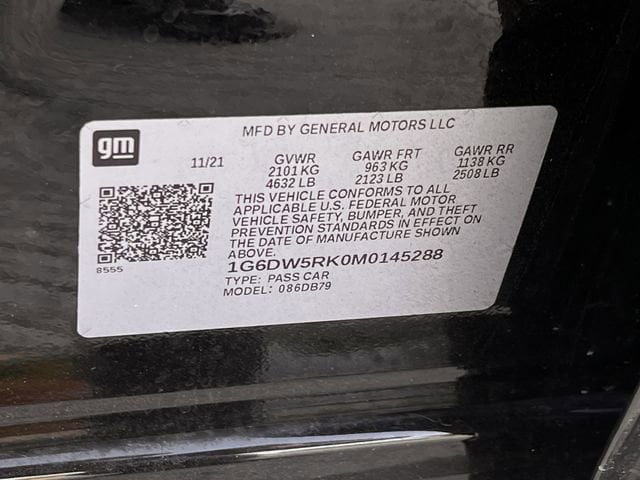 gm
MFD BY GENERAL MOTORS LLC
11/21 GVWR GAWR FRT GAWR RR
2101 KG 963 KG 1138 KG
4632 LB 2123 LB 2508 LB
THIS VEHICLE CONFORMS TO ALL
APPLICABLE U.S. FEDERAL MOTOR
VEHICLE SAFETY, BUMPER, AND THEFT
PREVENTION STANDARDS IN EFFECT ON
THE DATE OF MANUFACTURE SHOWN
ABOVE.
8555
1G6DW5RK0M0145288
TYPE: PASS CAR
MODEL: 086DB79